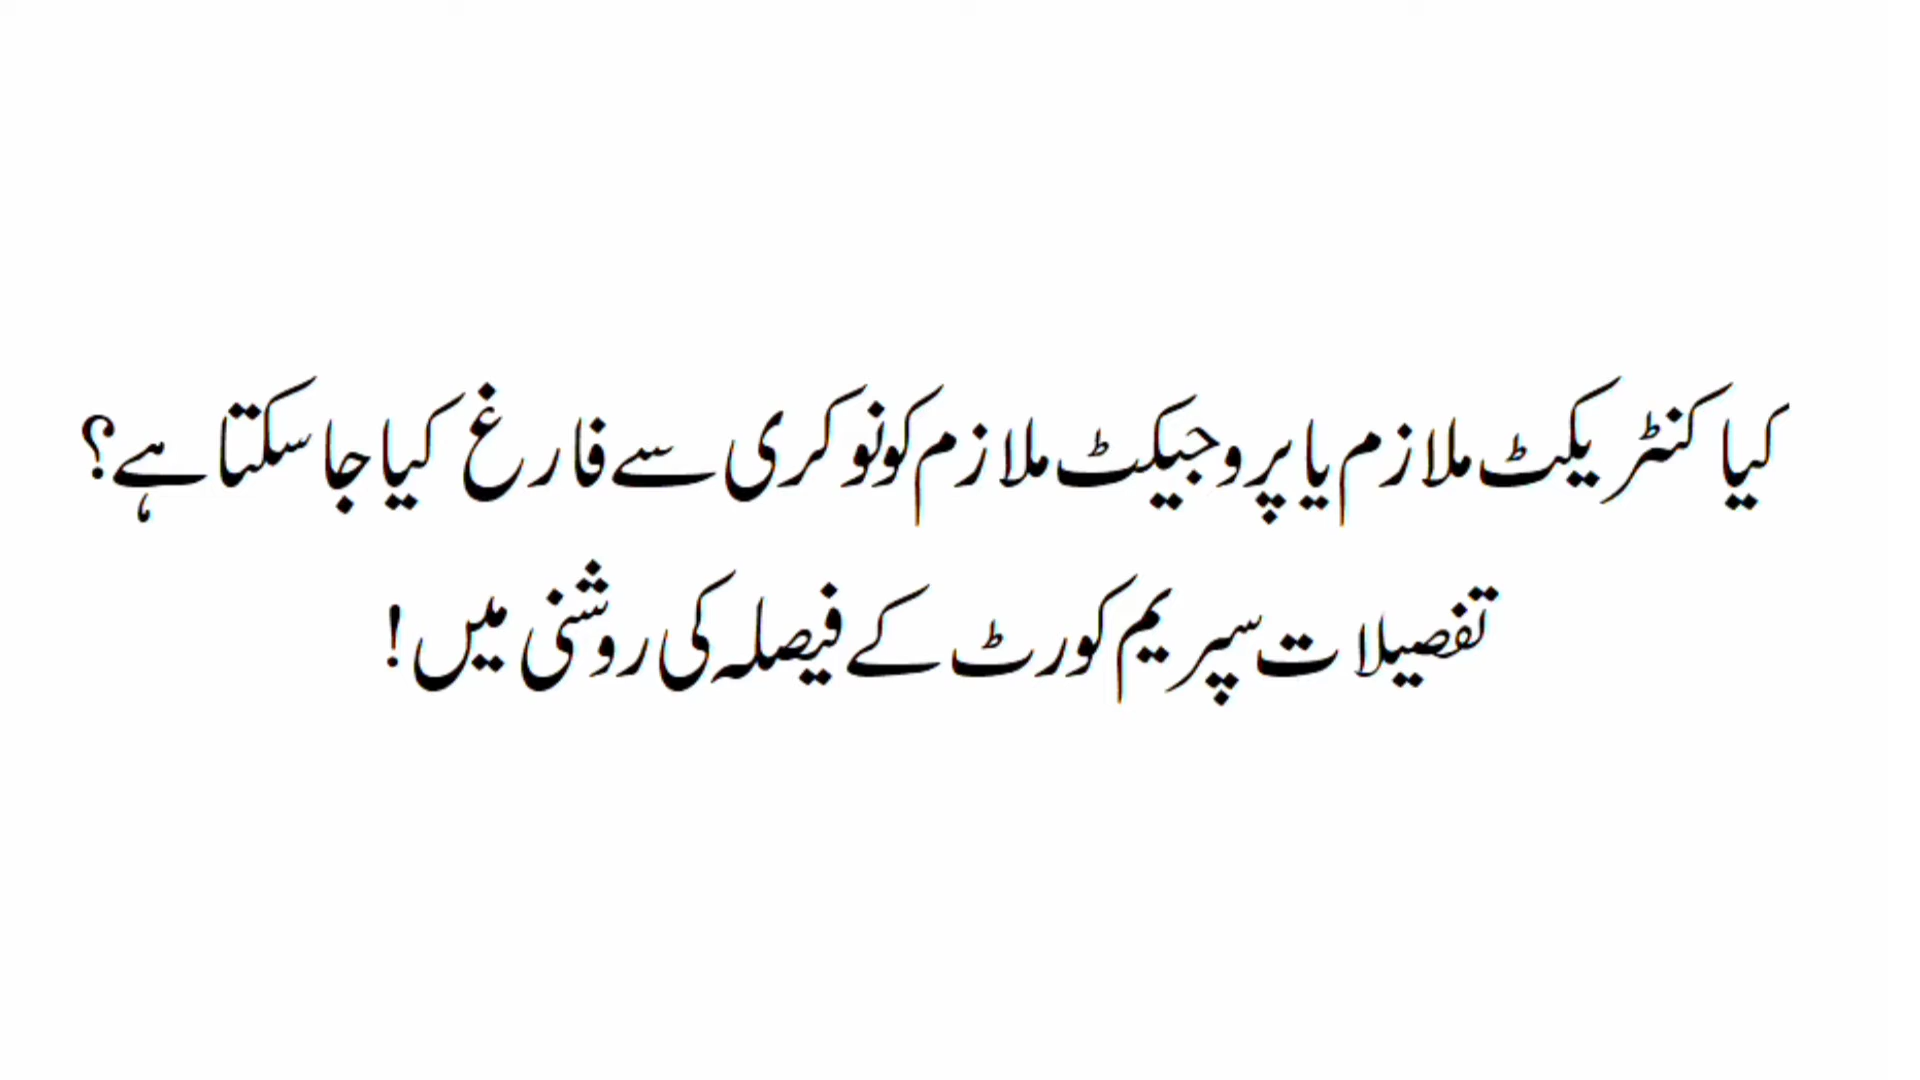 کیا کنٹریکٹ ملازم یا پروجیکٹ ملازم کو نوکری سے فارغ کیا جا سکتا ہے؟
تفصیلات سپریم کورٹ کے فیصلہ کی روشنی میں!